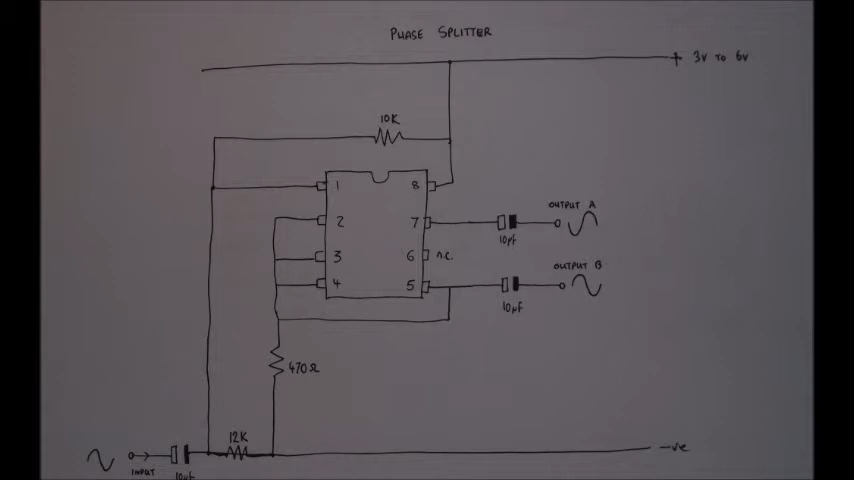 PHASE SPLITTER
+ 3V TO 6V
10K
1
8
2
7
OUTPUT A
10µf
3
6
n.c.
OUTPUT B
4
5
10µf
470Ω
12K
-ve
INPUT
10µf